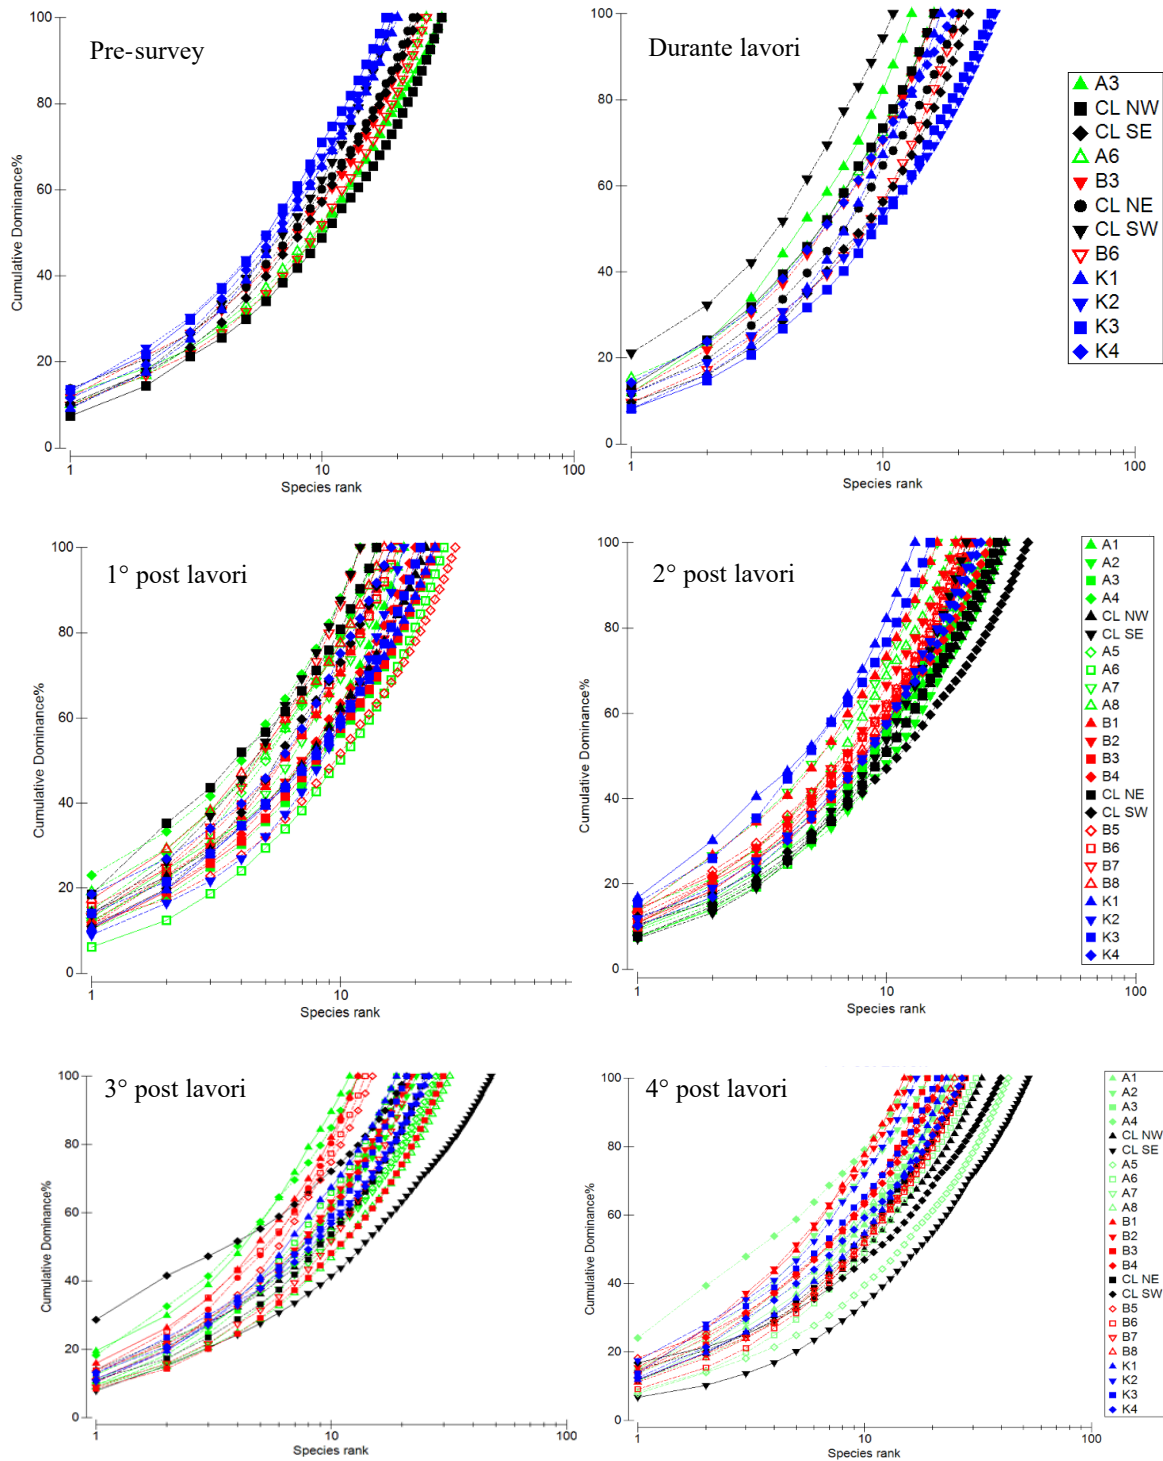 Pre-survey
100
80
60
40
20
0
1
10
100
Cumulative Dominance%
Species rank
Durante lavori
100
80
60
40
20
0
1
10
100
Cumulative Dominance%
Species rank
A3
CL NW
CL SE
A6
B3
CL NE
CL SW
B6
K1
K2
K3
K4
1° post lavori
100
80
60
40
20
0
1
10
100
Cumulative Dominance%
Species rank
2° post lavori
100
80
60
40
20
0
1
10
100
Cumulative Dominance%
Species rank
A1
A2
A3
A4
CL NW
CL SE
A5
A6
A7
A8
B1
B2
B3
B4
CL NE
CL SW
B5
B6
B7
B8
K1
K2
K3
K4
3° post lavori
100
80
60
40
20
0
1
10
100
Cumulative Dominance%
Species rank
4° post lavori
100
80
60
40
20
0
1
10
100
Cumulative Dominance%
Species rank
A1
A2
A3
A4
CL NW
CL SE
A5
A6
A7
A8
B1
B2
B3
B4
CL NE
CL SW
B5
B6
B7
B8
K1
K2
K3
K4